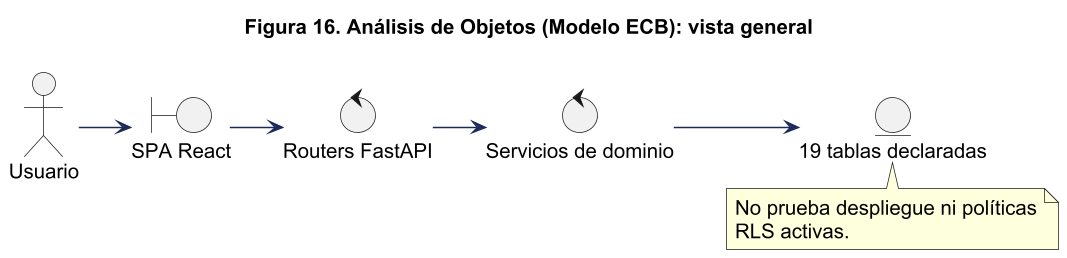 Figura 16. Análisis de Objetos (Modelo ECB): vista general
Usuario
SPA React
Routers FastAPI
Servicios de dominio
19 tablas declaradas
No prueba despliegue ni políticas
RLS activas.